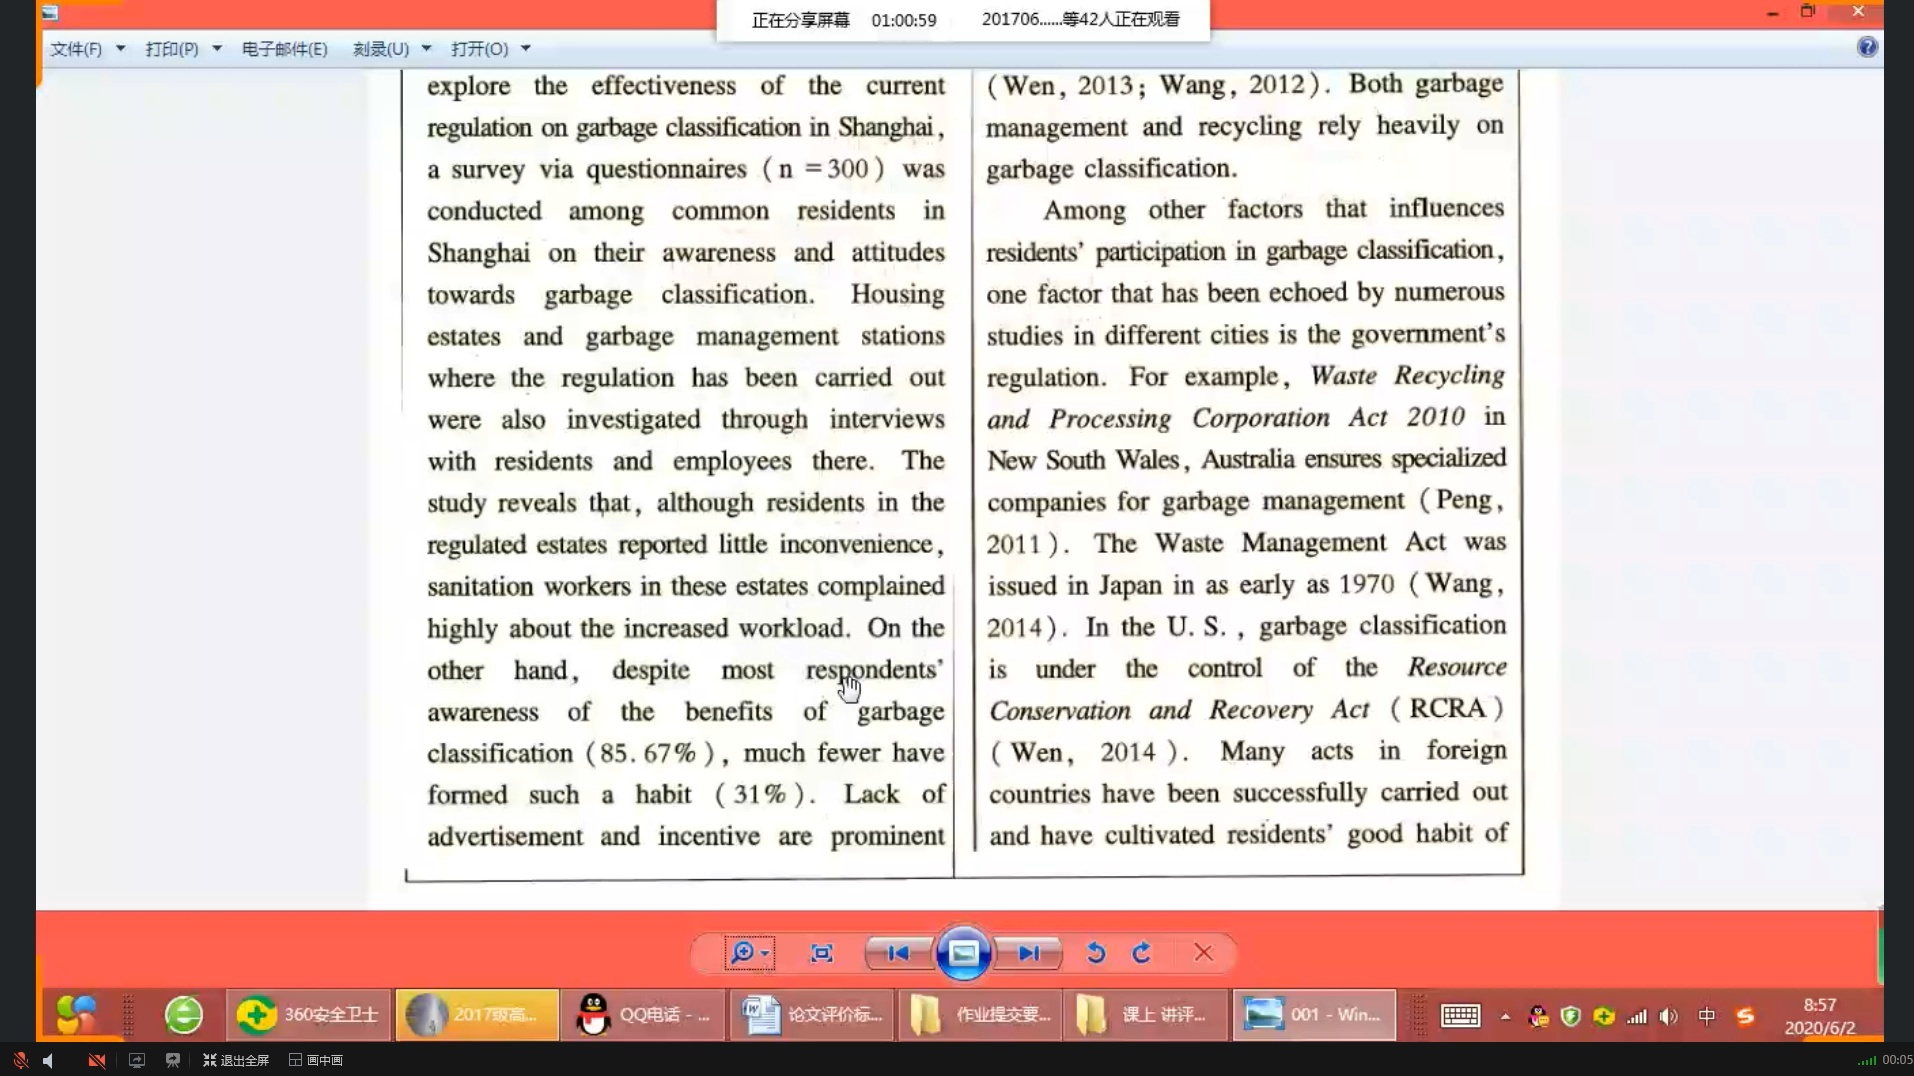 正在分享屏幕 01:00:59 201706......等42人正在观看
文件(F) 打印(P) 电子邮件(E) 刻录(U) 打开(O)
explore the effectiveness of the current
regulation on garbage classification in Shanghai,
a survey via questionnaires (n =300) was
conducted among common residents in
Shanghai on their awareness and attitudes
towards garbage classification. Housing
estates and garbage management stations
where the regulation has been carried out
were also investigated through interviews
with residents and employees there. The
study reveals that, although residents in the
regulated estates reported little inconvenience,
sanitation workers in these estates complained
highly about the increased workload. On the
other hand, despite most respondents'
awareness of the benefits of garbage
classification (85.67%), much fewer have
formed such a habit (31%). Lack of
advertisement and incentive are prominent
(Wen, 2013; Wang, 2012). Both garbage
management and recycling rely heavily on
garbage classification.
Among other factors that influences
residents' participation in garbage classification,
one factor that has been echoed by numerous
studies in different cities is the government's
regulation. For example, Waste Recycling
and Processing Corporation Act 2010 in
New South Wales, Australia ensures specialized
companies for garbage management (Peng,
2011). The Waste Management Act was
issued in Japan in as early as 1970 (Wang,
2014). In the U. S., garbage classification
is under the control of the Resource
Conservation and Recovery Act (RCRA)
(Wen, 2014). Many acts in foreign
countries have been successfully carried out
and have cultivated residents' good habit of
360安全卫士 2017级高... QQ电话 - ... 论文评价标... 作业提交要... 课上 讲评... 001 - Win... 中 8:57
2020/6/2
退出全屏 画中画 00:05